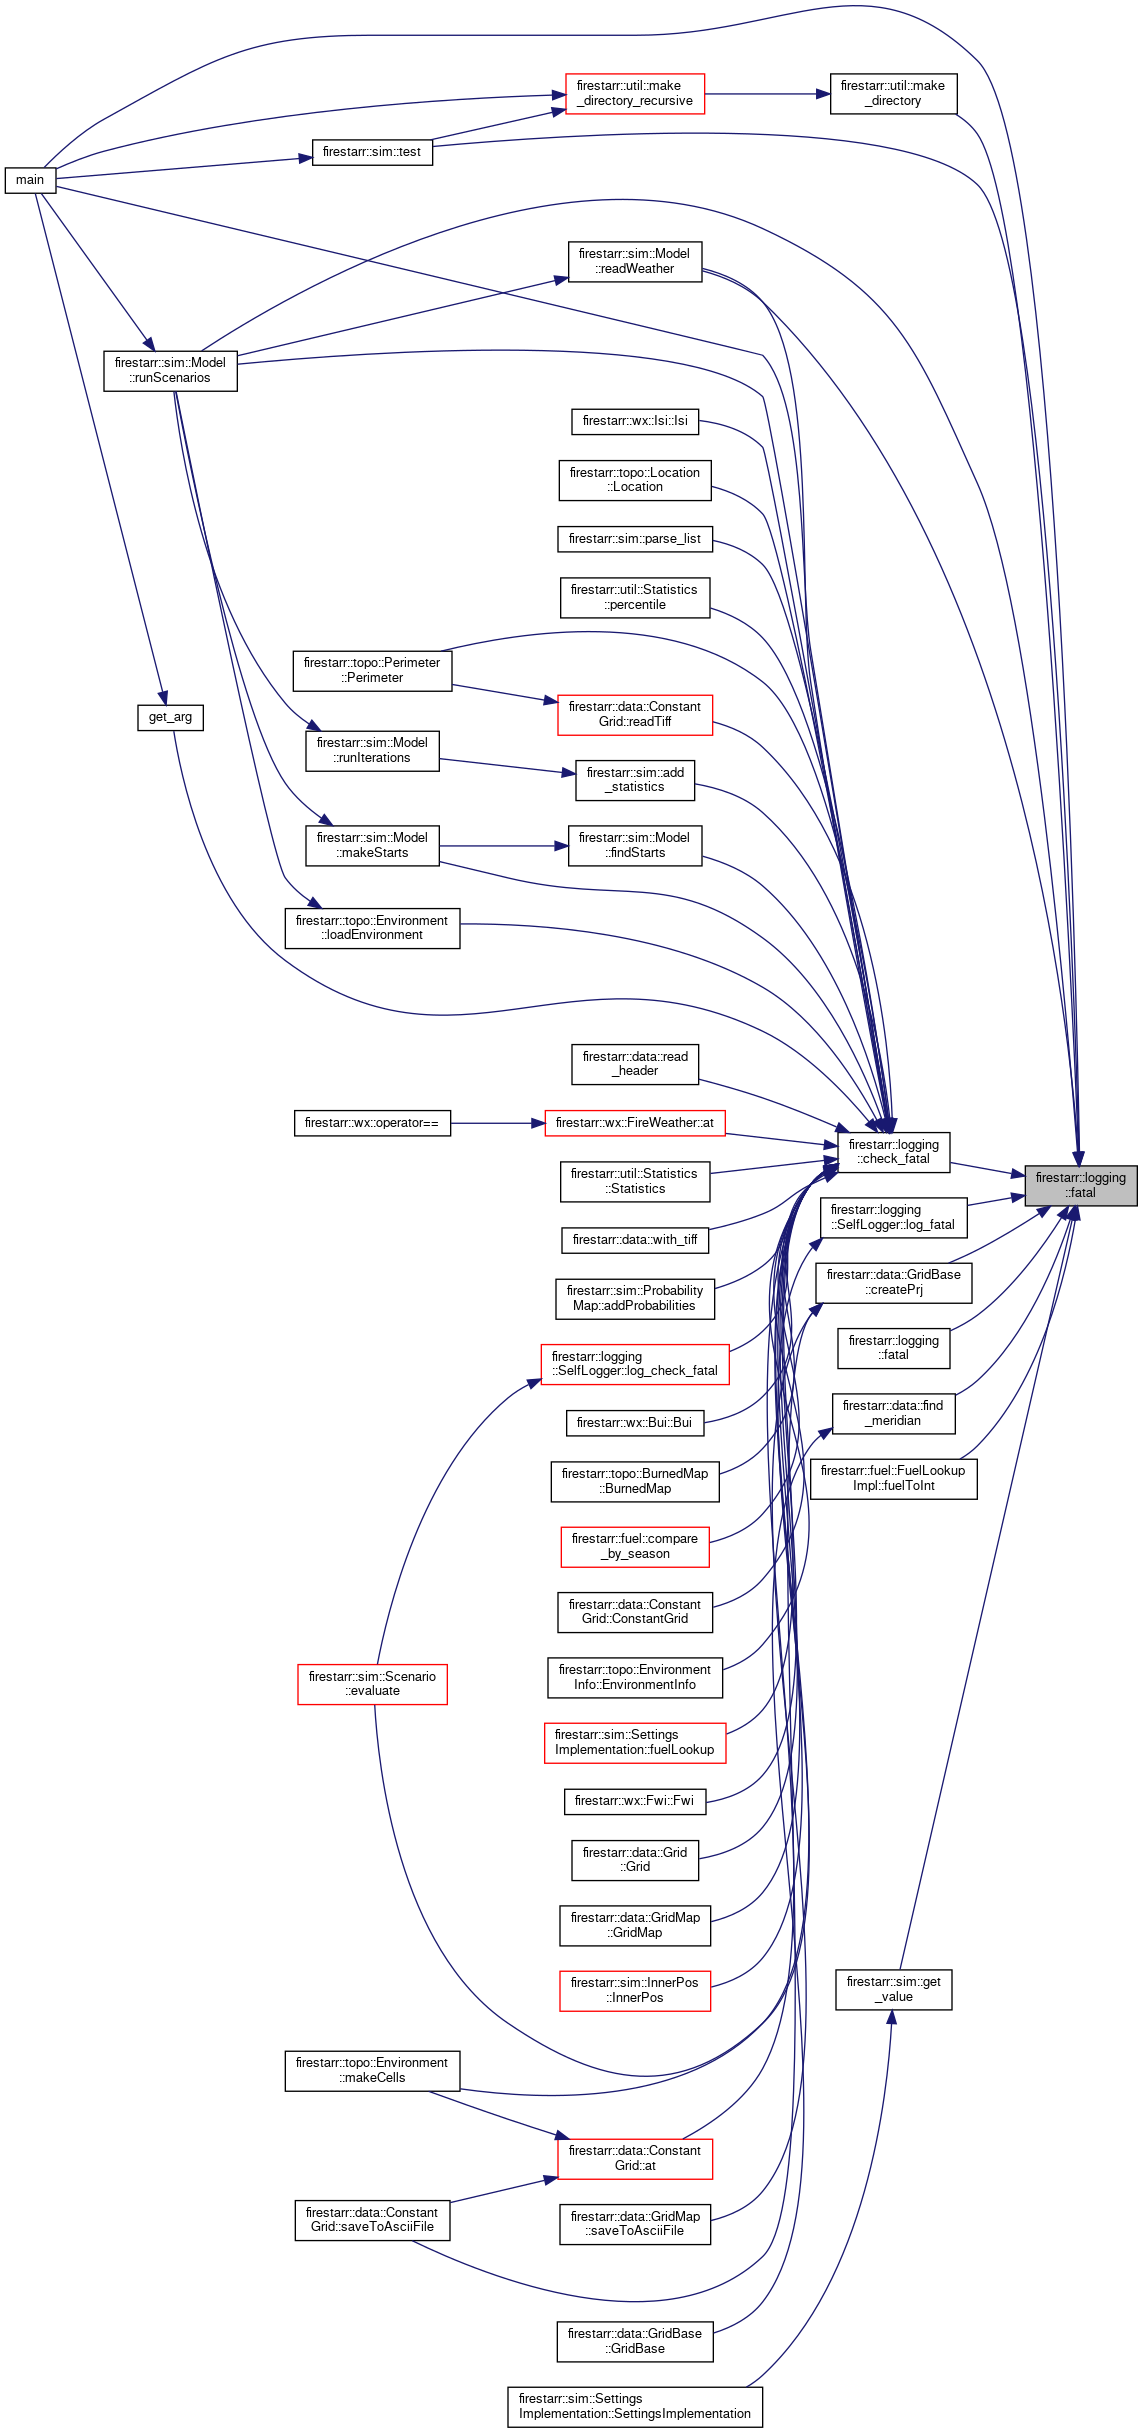 firestarr::util::make
_directory_recursive
firestarr::util::make
_directory
firestarr::sim::test
main
firestarr::sim::Model
::readWeather
firestarr::sim::Model
::runScenarios
firestarr::wx::Isi::Isi
firestarr::topo::Location
::Location
firestarr::sim::parse_list
firestarr::util::Statistics
::percentile
firestarr::topo::Perimeter
::Perimeter
firestarr::data::Constant
Grid::readTiff
get_arg
firestarr::sim::Model
::runIterations
firestarr::sim::add
_statistics
firestarr::sim::Model
::makeStarts
firestarr::sim::Model
::findStarts
firestarr::topo::Environment
::loadEnvironment
firestarr::data::read
_header
firestarr::wx::operator==
firestarr::wx::FireWeather::at
firestarr::logging
::check_fatal
firestarr::logging
::fatal
firestarr::util::Statistics
::Statistics
firestarr::logging
::SelfLogger::log_fatal
firestarr::data::with_tiff
firestarr::data::GridBase
::createPrj
firestarr::sim::Probability
Map::addProbabilities
firestarr::logging
::fatal
firestarr::logging
::SelfLogger::log_check_fatal
firestarr::data::find
_meridian
firestarr::wx::Bui::Bui
firestarr::topo::BurnedMap
::BurnedMap
firestarr::fuel::FuelLookup
Impl::fuelToInt
firestarr::fuel::compare
_by_season
firestarr::data::Constant
Grid::ConstantGrid
firestarr::topo::Environment
Info::EnvironmentInfo
firestarr::sim::Scenario
::evaluate
firestarr::sim::Settings
Implementation::fuelLookup
firestarr::wx::Fwi::Fwi
firestarr::data::Grid
::Grid
firestarr::data::GridMap
::GridMap
firestarr::sim::InnerPos
::InnerPos
firestarr::sim::get
_value
firestarr::topo::Environment
::makeCells
firestarr::data::Constant
Grid::at
firestarr::data::Constant
Grid::saveToAsciiFile
firestarr::data::GridMap
::saveToAsciiFile
firestarr::data::GridBase
::GridBase
firestarr::sim::Settings
Implementation::SettingsImplementation